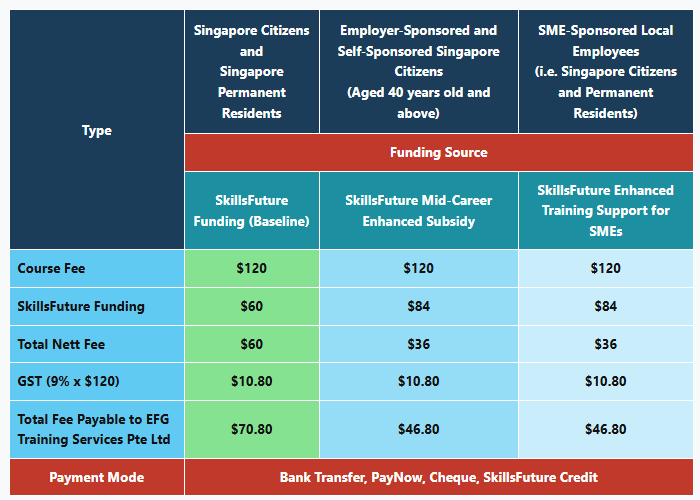 Type
Singapore Citizens
and
Singapore
Permanent
Residents
Employer-Sponsored and
Self-Sponsored Singapore
Citizens
(Aged 40 years old and
above)
SME-Sponsored Local
Employees
(i.e. Singapore Citizens
and Permanent
Residents)
Funding Source
SkillsFuture
Funding (Baseline)
SkillsFuture Mid-Career
Enhanced Subsidy
SkillsFuture Enhanced
Training Support for
SMEs
Course Fee
$120
$120
$120
SkillsFuture Funding
$60
$84
$84
Total Nett Fee
$60
$36
$36
GST (9% x $120)
$10.80
$10.80
$10.80
Total Fee Payable to EFG
Training Services Pte Ltd
$70.80
$46.80
$46.80
Payment Mode
Bank Transfer, PayNow, Cheque, SkillsFuture Credit